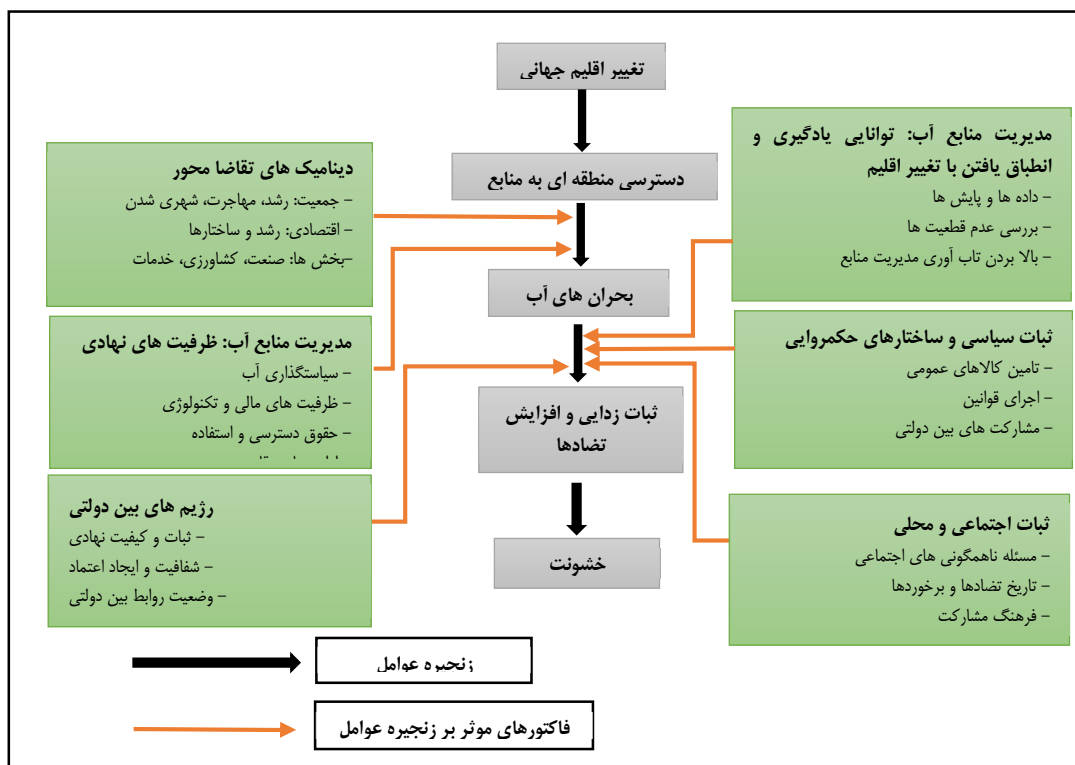 تغییر اقلیم جهانی
دسترسی منطقه ای به منابع
بحران های آب
ثبات زدایی و افزایش
تضادها
خشونت
مدیریت منابع آب: توانایی یادگیری و
انطباق یافتن با تغییر اقلیم
– داده ها و پایش ها
– بررسی عدم قطعیت ها
– بالا بردن تاب آوری مدیریت منابع
ثبات سیاسی و ساختارهای حکمروایی
– تامین کالاهای عمومی
– اجرای قوانین
– مشارکت های بین دولتی
ثبات اجتماعی و محلی
– مسئله ناهمگونی های اجتماعی
– تاریخ تضادها و برخوردها
– فرهنگ مشارکت
دینامیک های تقاضا محور
– جمعیت: رشد، مهاجرت، شهری شدن
– اقتصادی: رشد و ساختارها
–بخش ها: صنعت، کشاورزی، خدمات
مدیریت منابع آب: ظرفیت های نهادی
– سیاستگذاری آب
– ظرفیت های مالی و تکنولوژی
– حقوق دسترسی و استفاده
رژیم های بین دولتی
– ثبات و کیفیت نهادی
– شفافیت و ایجاد اعتماد
– وضعیت روابط بین دولتی
زنجیره عوامل
فاکتورهای موثر بر زنجیره عوامل